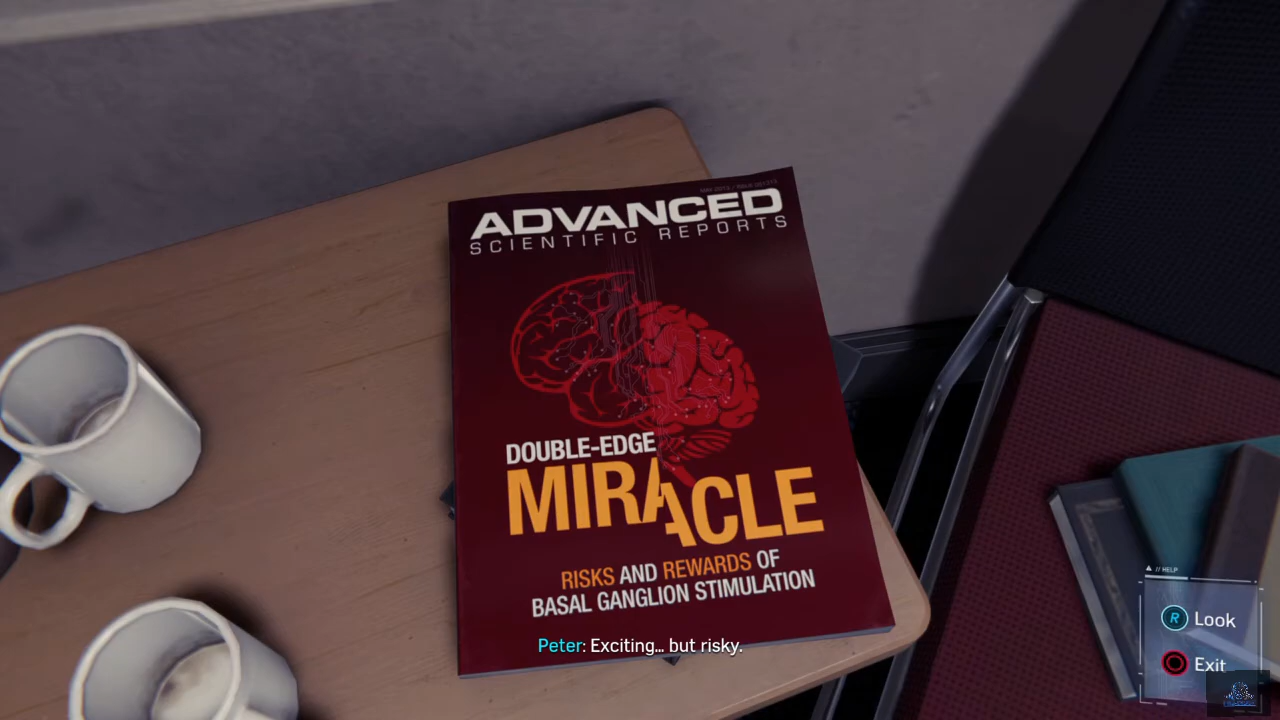 ADVANCED
SCIENTIFIC REPORTS
DOUBLE-EDGE
MIRACLE
RISKS AND REWARDS OF
BASAL GANGLION STIMULATION
Peter: Exciting... but risky.
// HELP
R Look
Exit